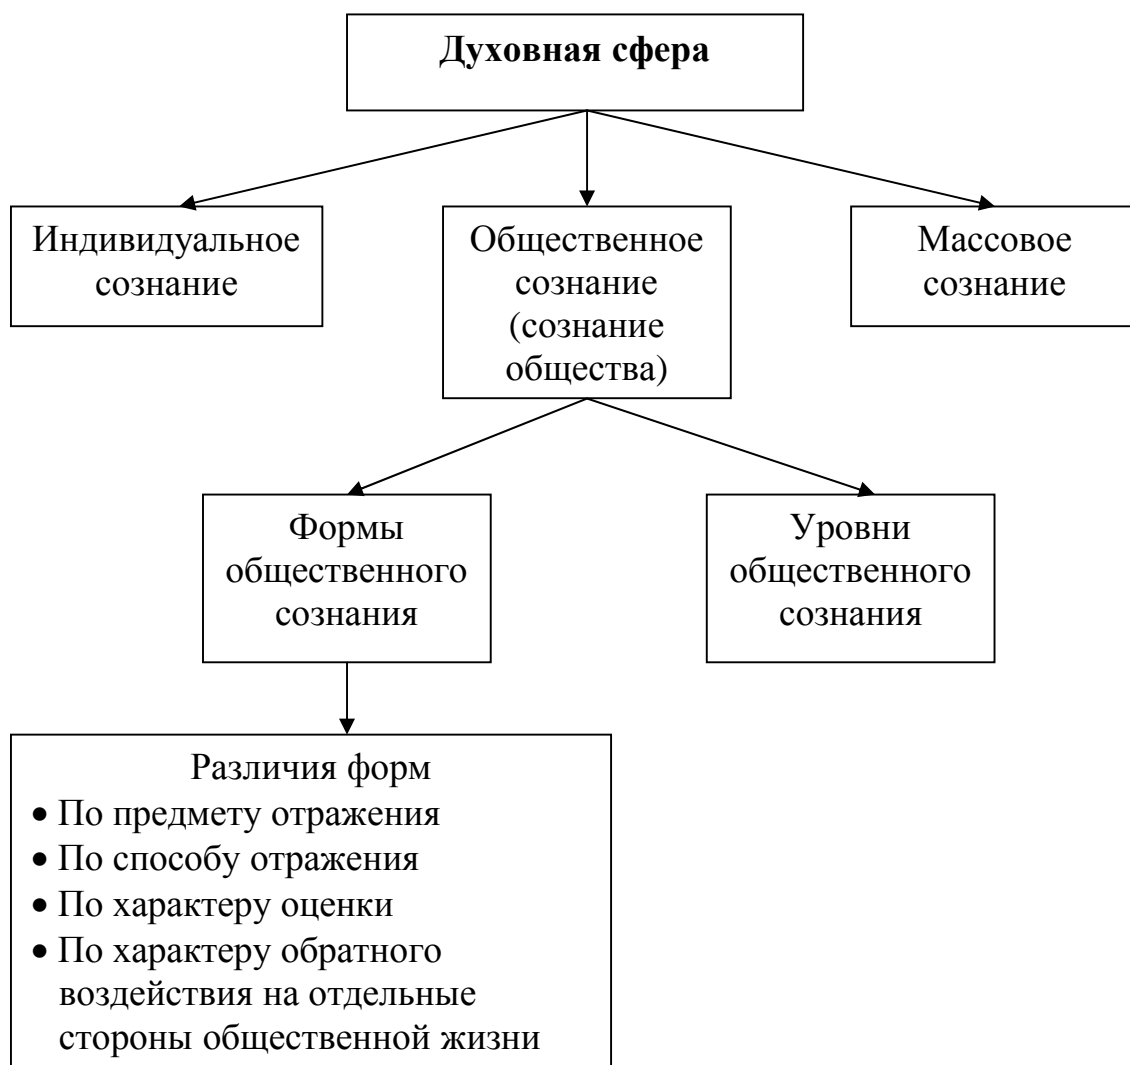 Духовная сфера
Индивидуальное
сознание
Общественное
сознание
(сознание
общества)
Массовое
сознание
Формы
общественного
сознания
Уровни
общественного
сознания
Различия форм
• По предмету отражения
• По способу отражения
• По характеру оценки
• По характеру обратного
воздействия на отдельные
стороны общественной жизни